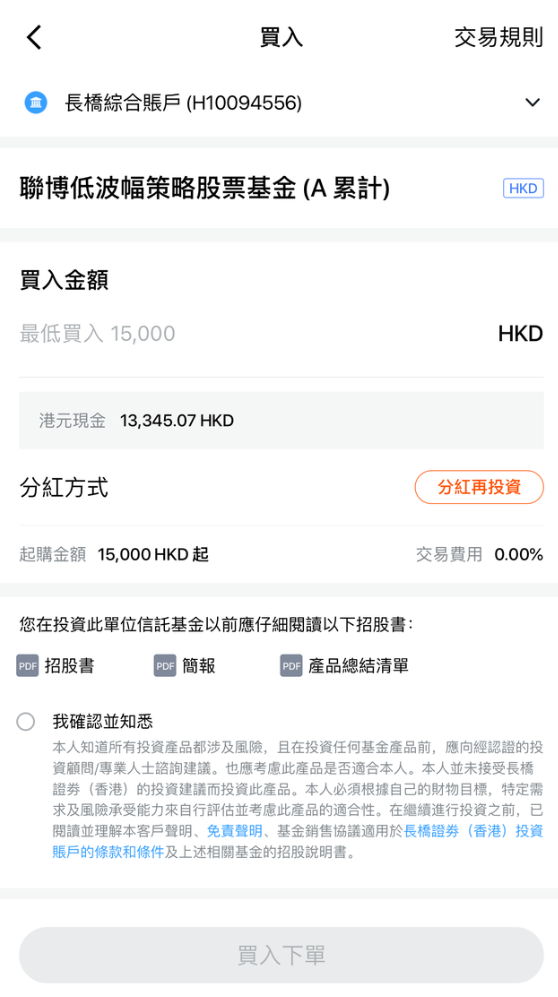 買入
交易規則
長橋綜合賬戶 (H10094556)
聯博低波幅策略股票基金 (A 累計)
HKD
買入金額
最低買入 15,000
HKD
港元現金 13,345.07 HKD
分紅方式
分紅再投資
起購金額 15,000 HKD 起
交易費用 0.00%
您在投資此單位信託基金以前應仔細閱讀以下招股書：
PDF 招股書
PDF 簡報
PDF 產品總結清單
我確認並知悉
本人知道所有投資產品都涉及風險，且在投資任何基金產品前，應向經認證的投
資顧問/專業人士諮詢建議。也應考慮此產品是否適合本人。本人並未接受長橋
證券（香港）的投資建議而投資此產品。本人必須根據自己的財物目標，特定需
求及風險承受能力來自行評估並考慮此產品的適合性。在繼續進行投資之前，已
閱讀並理解本客戶聲明、免責聲明、基金銷售協議適用於長橋證券（香港）投資
賬戶的條款和條件及上述相關基金的招股說明書。
買入下單